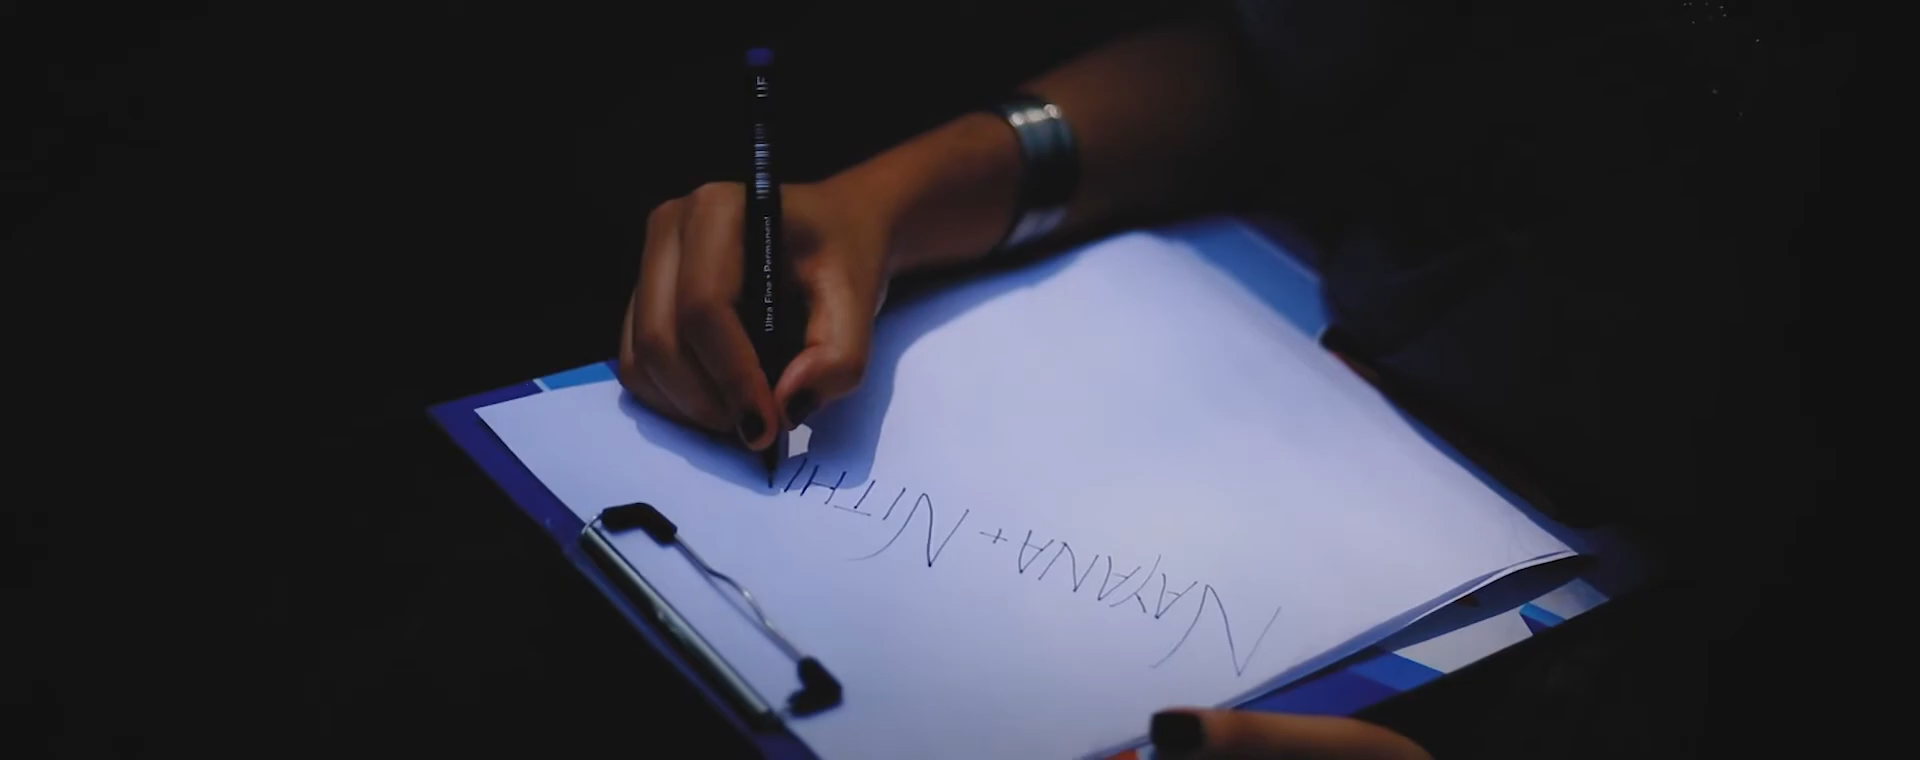 NAYANA + NITHI
Ultra Fine • Permanent
UF